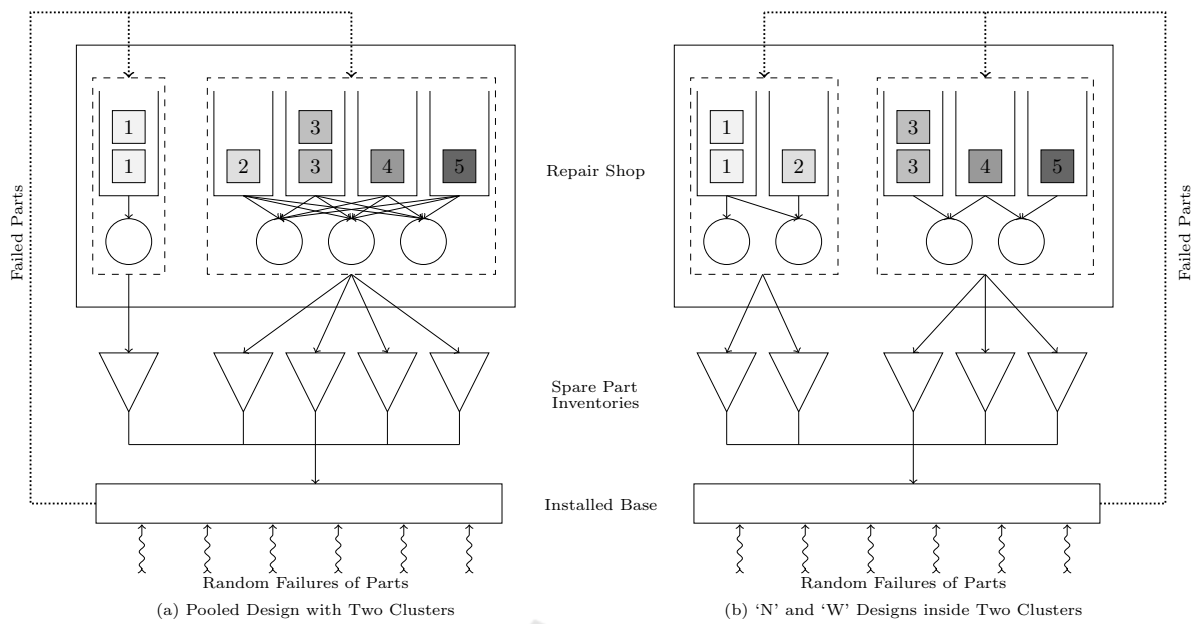 1
1
2
3
3
4
5
Failed Parts
Repair Shop
1
1
2
3
3
4
5
Failed Parts
Spare Part
Inventories
Installed Base
Random Failures of Parts
(a) Pooled Design with Two Clusters
Random Failures of Parts
(b) ‘N’ and ‘W’ Designs inside Two Clusters